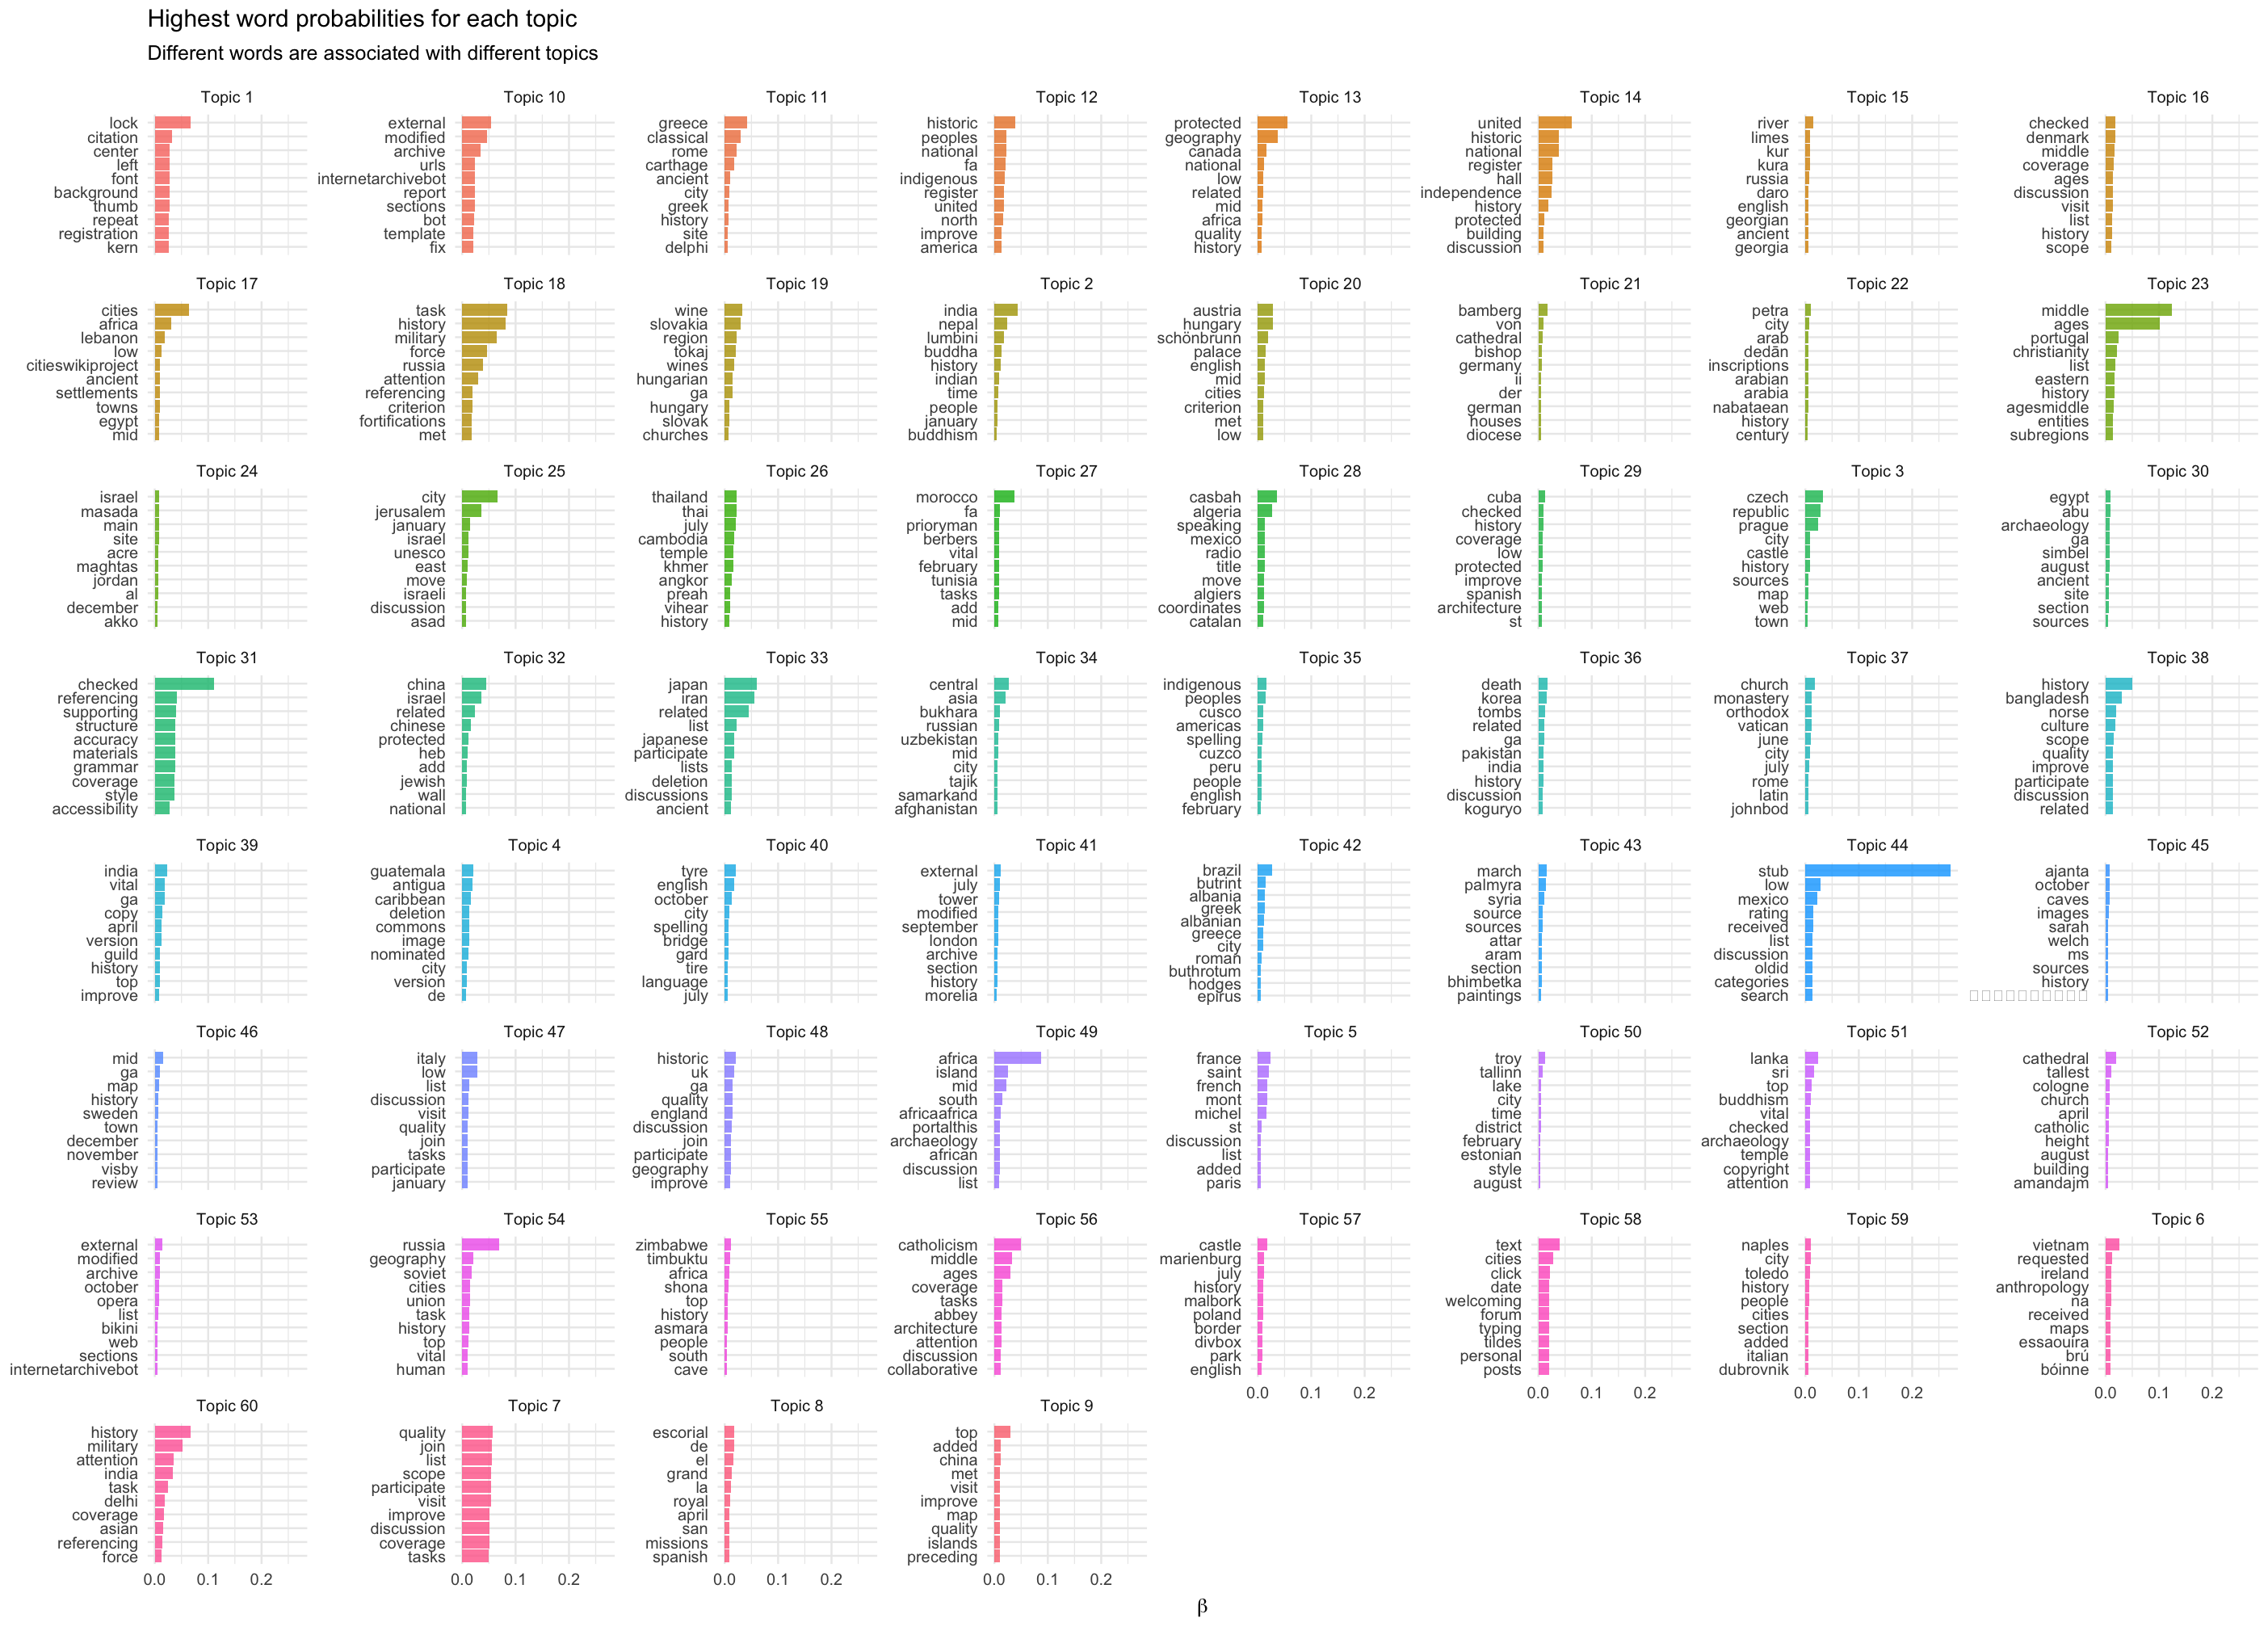 Highest word probabilities for each topic
Different words are associated with different topics
Topic 1
lock
citation
center
left
font
background
thumb
repeat
registration
kern
Topic 10
external
modified
archive
urls
internetarchivebot
report
sections
bot
template
fix
Topic 11
greece
classical
rome
carthage
ancient
city
greek
history
site
delphi
Topic 12
historic
peoples
national
fa
indigenous
register
united
north
improve
america
Topic 13
protected
geography
canada
national
low
related
mid
africa
quality
history
Topic 14
united
historic
national
register
hall
independence
history
protected
building
discussion
Topic 15
river
limes
kur
kura
russia
daro
english
georgian
ancient
georgia
Topic 16
checked
denmark
middle
coverage
ages
discussion
visit
list
history
scope
Topic 17
cities
africa
lebanon
low
citieswikiproject
ancient
settlements
towns
egypt
mid
Topic 18
task
history
military
force
russia
attention
referencing
criterion
fortifications
met
Topic 19
wine
slovakia
region
tokaj
wines
hungarian
ga
hungary
slovak
churches
Topic 2
india
nepal
lumbini
buddha
history
indian
time
people
january
buddhism
Topic 20
austria
hungary
schönbrunn
palace
english
mid
cities
criterion
met
low
Topic 21
bamberg
von
cathedral
bishop
germany
ii
der
german
houses
diocese
Topic 22
petra
city
arab
dedān
inscriptions
arabian
arabia
nabataean
history
century
Topic 23
middle
ages
portugal
christianity
list
eastern
history
agesmiddle
entities
subregions
Topic 24
israel
masada
main
site
acre
maghtas
jordan
al
december
akko
Topic 25
city
jerusalem
january
israel
unesco
east
move
israeli
discussion
asad
Topic 26
thailand
thai
july
cambodia
temple
khmer
angkor
preah
vihear
history
Topic 27
morocco
fa
prioryman
berbers
vital
february
tunisia
tasks
add
mid
Topic 28
casbah
algeria
speaking
mexico
radio
title
move
algiers
coordinates
catalan
Topic 29
cuba
checked
history
coverage
low
protected
improve
spanish
architecture
st
Topic 3
czech
republic
prague
city
castle
history
sources
map
web
town
Topic 30
egypt
abu
archaeology
ga
simbel
august
ancient
site
section
sources
Topic 31
checked
referencing
supporting
structure
accuracy
materials
grammar
coverage
style
accessibility
Topic 32
china
israel
related
chinese
protected
heb
add
jewish
wall
national
Topic 33
japan
iran
related
list
japanese
participate
lists
deletion
discussions
ancient
Topic 34
central
asia
bukhara
russian
uzbekistan
mid
city
tajik
samarkand
afghanistan
Topic 35
indigenous
peoples
cusco
americas
spelling
cuzco
peru
people
english
february
Topic 36
death
korea
tombs
related
ga
pakistan
india
history
discussion
koguryo
Topic 37
church
monastery
orthodox
vatican
june
city
july
rome
latin
johnbod
Topic 38
history
bangladesh
norse
culture
scope
quality
improve
participate
discussion
related
Topic 39
india
vital
ga
copy
april
version
guild
history
top
improve
Topic 4
guatemala
antigua
caribbean
deletion
commons
image
nominated
city
version
de
Topic 40
tyre
english
october
city
spelling
bridge
gard
tire
language
july
Topic 41
external
july
tower
modified
september
london
archive
section
history
morelia
Topic 42
brazil
butrint
albania
greek
albanian
greece
city
roman
buthrotum
hodges
epirus
Topic 43
march
palmyra
syria
source
sources
attar
aram
section
bhimbetka
paintings
Topic 44
stub
low
mexico
rating
received
list
discussion
oldid
categories
search
Topic 45
ajanta
october
caves
images
sarah
welch
ms
sources
history
Topic 46
mid
ga
map
history
sweden
town
december
november
visby
review
Topic 47
italy
low
list
discussion
visit
quality
join
tasks
participate
january
Topic 48
historic
uk
ga
quality
england
discussion
join
participate
geography
improve
Topic 49
africa
island
mid
south
africaafrica
portalthis
archaeology
african
discussion
list
Topic 5
france
saint
french
mont
michel
st
discussion
list
added
paris
Topic 50
troy
tallinn
lake
city
time
district
february
estonian
style
august
Topic 51
lanka
sri
top
buddhism
vital
checked
archaeology
temple
copyright
attention
Topic 52
cathedral
tallest
cologne
church
april
catholic
height
august
building
amandajm
Topic 53
external
modified
archive
october
opera
list
bikini
web
sections
internetarchivebot
Topic 54
russia
geography
soviet
cities
union
task
history
top
vital
human
Topic 55
zimbabwe
timbuktu
africa
shona
top
history
asmara
people
south
cave
Topic 56
catholicism
middle
ages
coverage
tasks
abbey
architecture
attention
discussion
collaborative
Topic 57
castle
marienburg
july
history
malbork
poland
border
divbox
park
english
0.0 0.1 0.2
Topic 58
text
cities
click
date
welcoming
forum
typing
tildes
personal
posts
0.0 0.1 0.2
Topic 59
naples
city
toledo
history
people
cities
section
added
italian
dubrovnik
0.0 0.1 0.2
Topic 6
vietnam
requested
ireland
anthropology
na
received
maps
essaouira
brú
bóinne
0.0 0.1 0.2
Topic 60
history
military
attention
india
task
delhi
coverage
asian
referencing
force
0.0 0.1 0.2
Topic 7
quality
join
list
scope
participate
visit
improve
discussion
coverage
tasks
0.0 0.1 0.2
Topic 8
escorial
de
el
grand
la
royal
april
san
missions
spanish
0.0 0.1 0.2
Topic 9
top
added
china
met
visit
improve
map
quality
islands
preceding
0.0 0.1 0.2
β